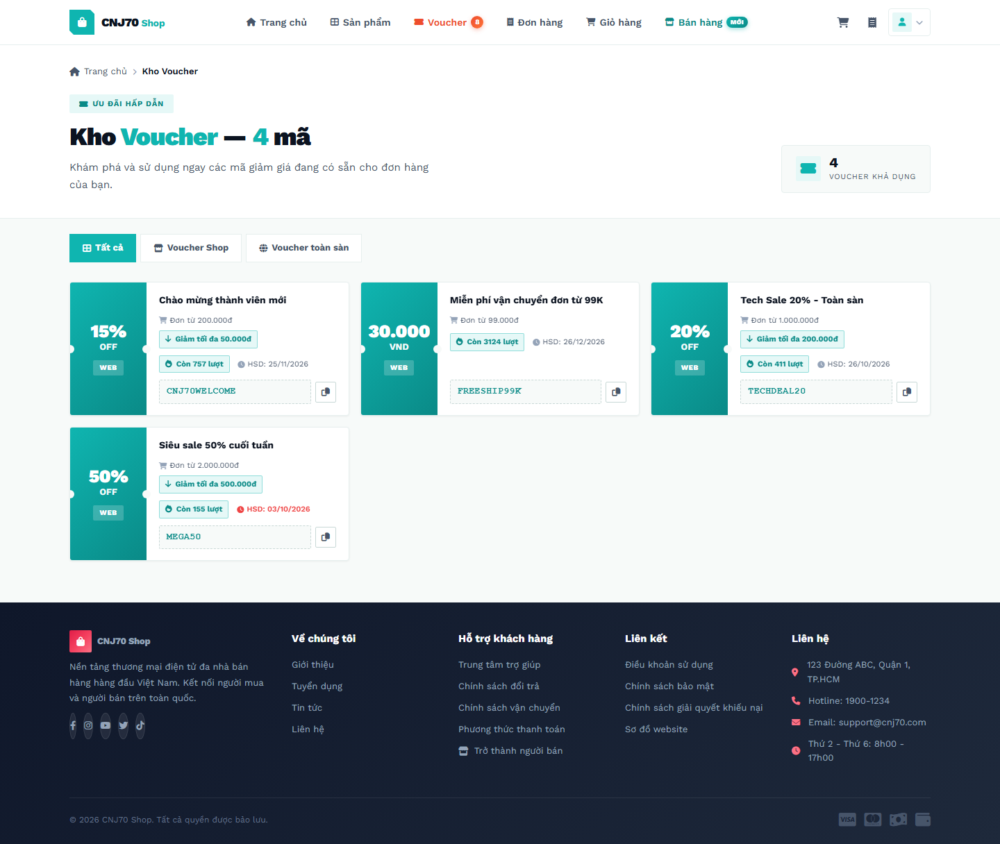 CNJ70 Shop
Trang chủ
Sản phẩm
Voucher 8
Đơn hàng
Giỏ hàng
Bán hàng MỚI
Trang chủ > Kho Voucher
ƯU ĐÃI HẤP DẪN
Kho Voucher — 4 mã
Khám phá và sử dụng ngay các mã giảm giá đang có sẵn cho đơn hàng
của bạn.
4
VOUCHER KHẢ DỤNG
Tất cả
Voucher Shop
Voucher toàn sàn
15%
OFF
WEB
Chào mừng thành viên mới
Đơn từ 200.000đ
Giảm tối đa 50.000đ
Còn 757 lượt
HSD: 25/11/2026
CNJ70WELCOME
30.000
VND
WEB
Miễn phí vận chuyển đơn từ 99K
Đơn từ 99.000đ
Còn 3124 lượt
HSD: 26/12/2026
FREESHIP99K
20%
OFF
WEB
Tech Sale 20% - Toàn sàn
Đơn từ 1.000.000đ
Giảm tối đa 200.000đ
Còn 411 lượt
HSD: 26/10/2026
TECHDEAL20
50%
OFF
WEB
Siêu sale 50% cuối tuần
Đơn từ 2.000.000đ
Giảm tối đa 500.000đ
Còn 155 lượt
HSD: 03/10/2026
MEGA50
CNJ70 Shop
Nền tảng thương mại điện tử đa nhà bán
hàng hàng đầu Việt Nam. Kết nối người mua
và người bán trên toàn quốc.
Về chúng tôi
Giới thiệu
Tuyển dụng
Tin tức
Liên hệ
Hỗ trợ khách hàng
Trung tâm trợ giúp
Chính sách đổi trả
Chính sách vận chuyển
Phương thức thanh toán
Trở thành người bán
Liên kết
Điều khoản sử dụng
Chính sách bảo mật
Chính sách giải quyết khiếu nại
Sơ đồ website
Liên hệ
123 Đường ABC, Quận 1,
TP.HCM
Hotline: 1900-1234
Email: support@cnj70.com
Thứ 2 - Thứ 6: 8h00 -
17h00
© 2026 CNJ70 Shop. Tất cả quyền được bảo lưu.
VISA